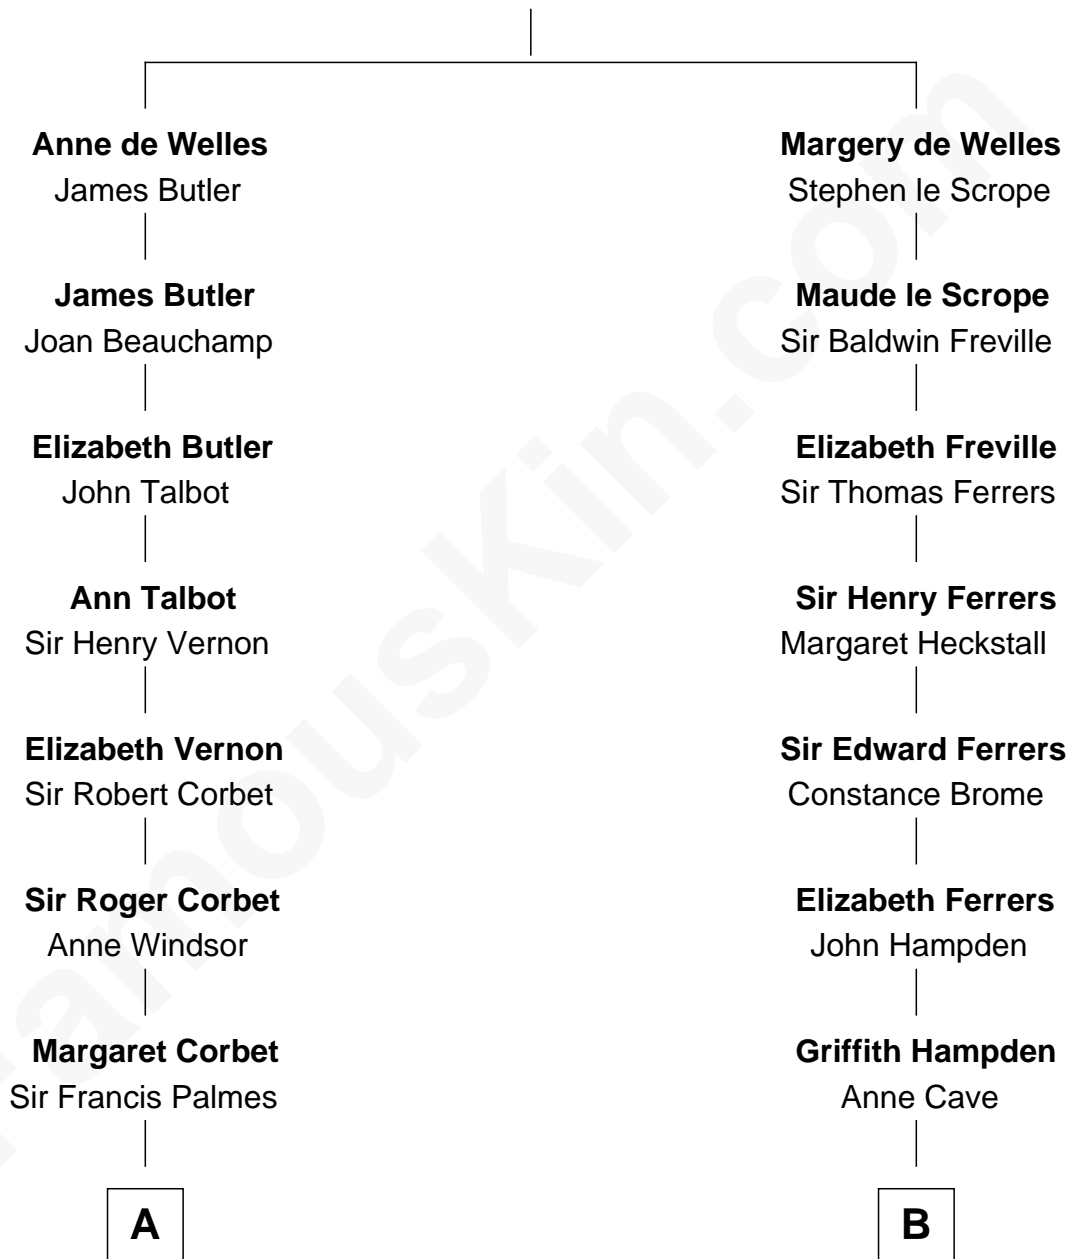 Anne de Welles
James Butler
James Butler
Joan Beauchamp
Elizabeth Butler
John Talbot
Ann Talbot
Sir Henry Vernon
Elizabeth Vernon
Sir Robert Corbet
Sir Roger Corbet
Anne Windsor
Margaret Corbet
Sir Francis Palmes
A
Margery de Welles
Stephen le Scrope
Maude le Scrope
Sir Baldwin Freville
Elizabeth Freville
Sir Thomas Ferrers
Sir Henry Ferrers
Margaret Heckstall
Sir Edward Ferrers
Constance Brome
Elizabeth Ferrers
John Hampden
Griffith Hampden
Anne Cave
B
FamousKin.com